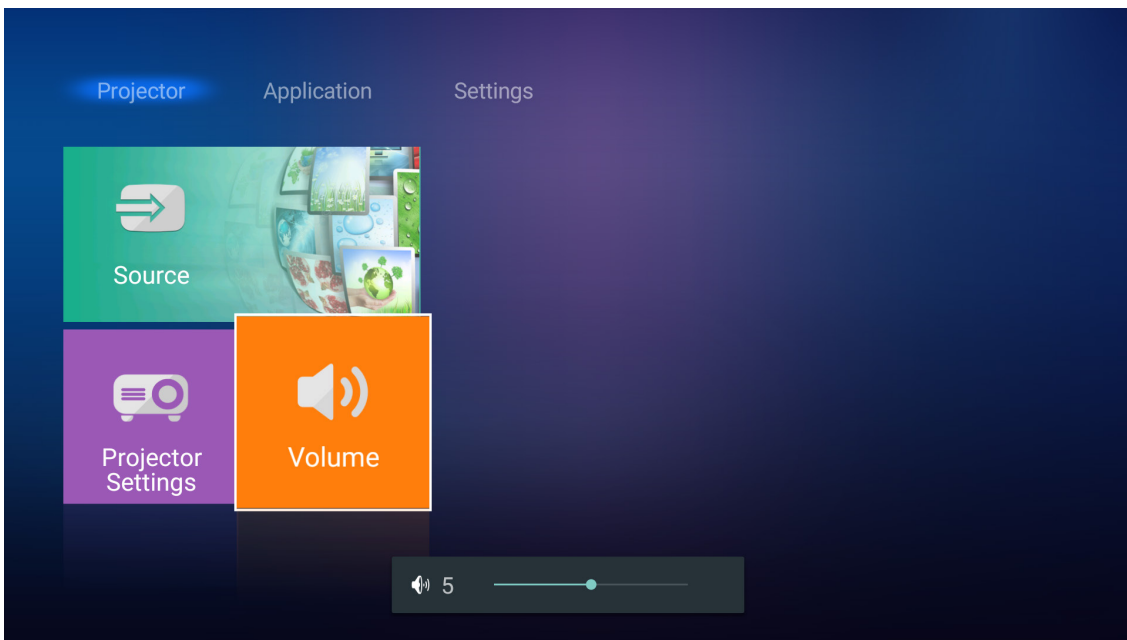 Projector Application Settings
Source
Projector
Settings
Volume
5